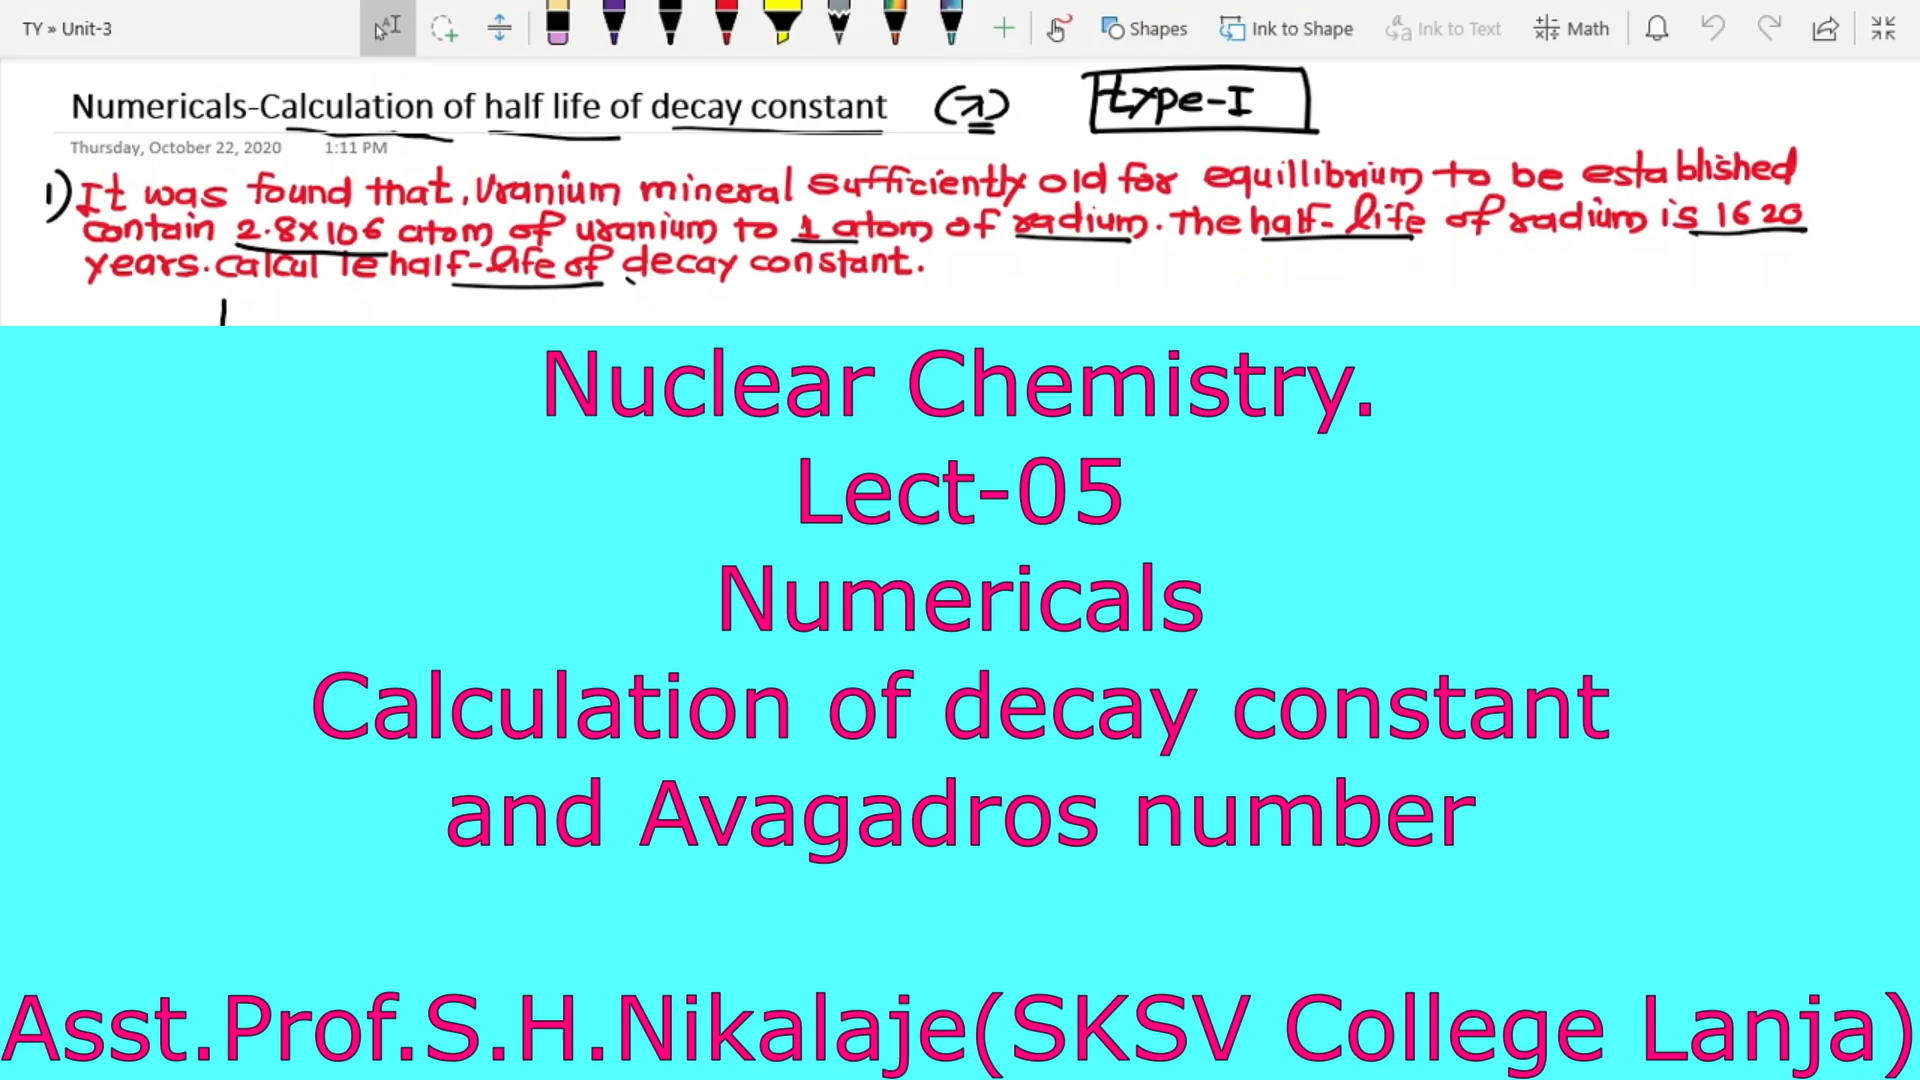 TY » Unit-3 Shapes Ink to Shape Ink to Text Math
Numericals-Calculation of half life of decay constant (λ) type-I
Thursday, October 22, 2020 1:11 PM
1) It was found that, Uranium mineral sufficiently old for equillibrium to be established
contain 2.8×106 atom of uranium to 1 atom of radium. The half-life of radium is 1620
years. calcul te half-life of decay constant.
Nuclear Chemistry.
Lect-05
Numericals
Calculation of decay constant
and Avagadros number
Asst.Prof.S.H.Nikalaje(SKSV College Lanja)